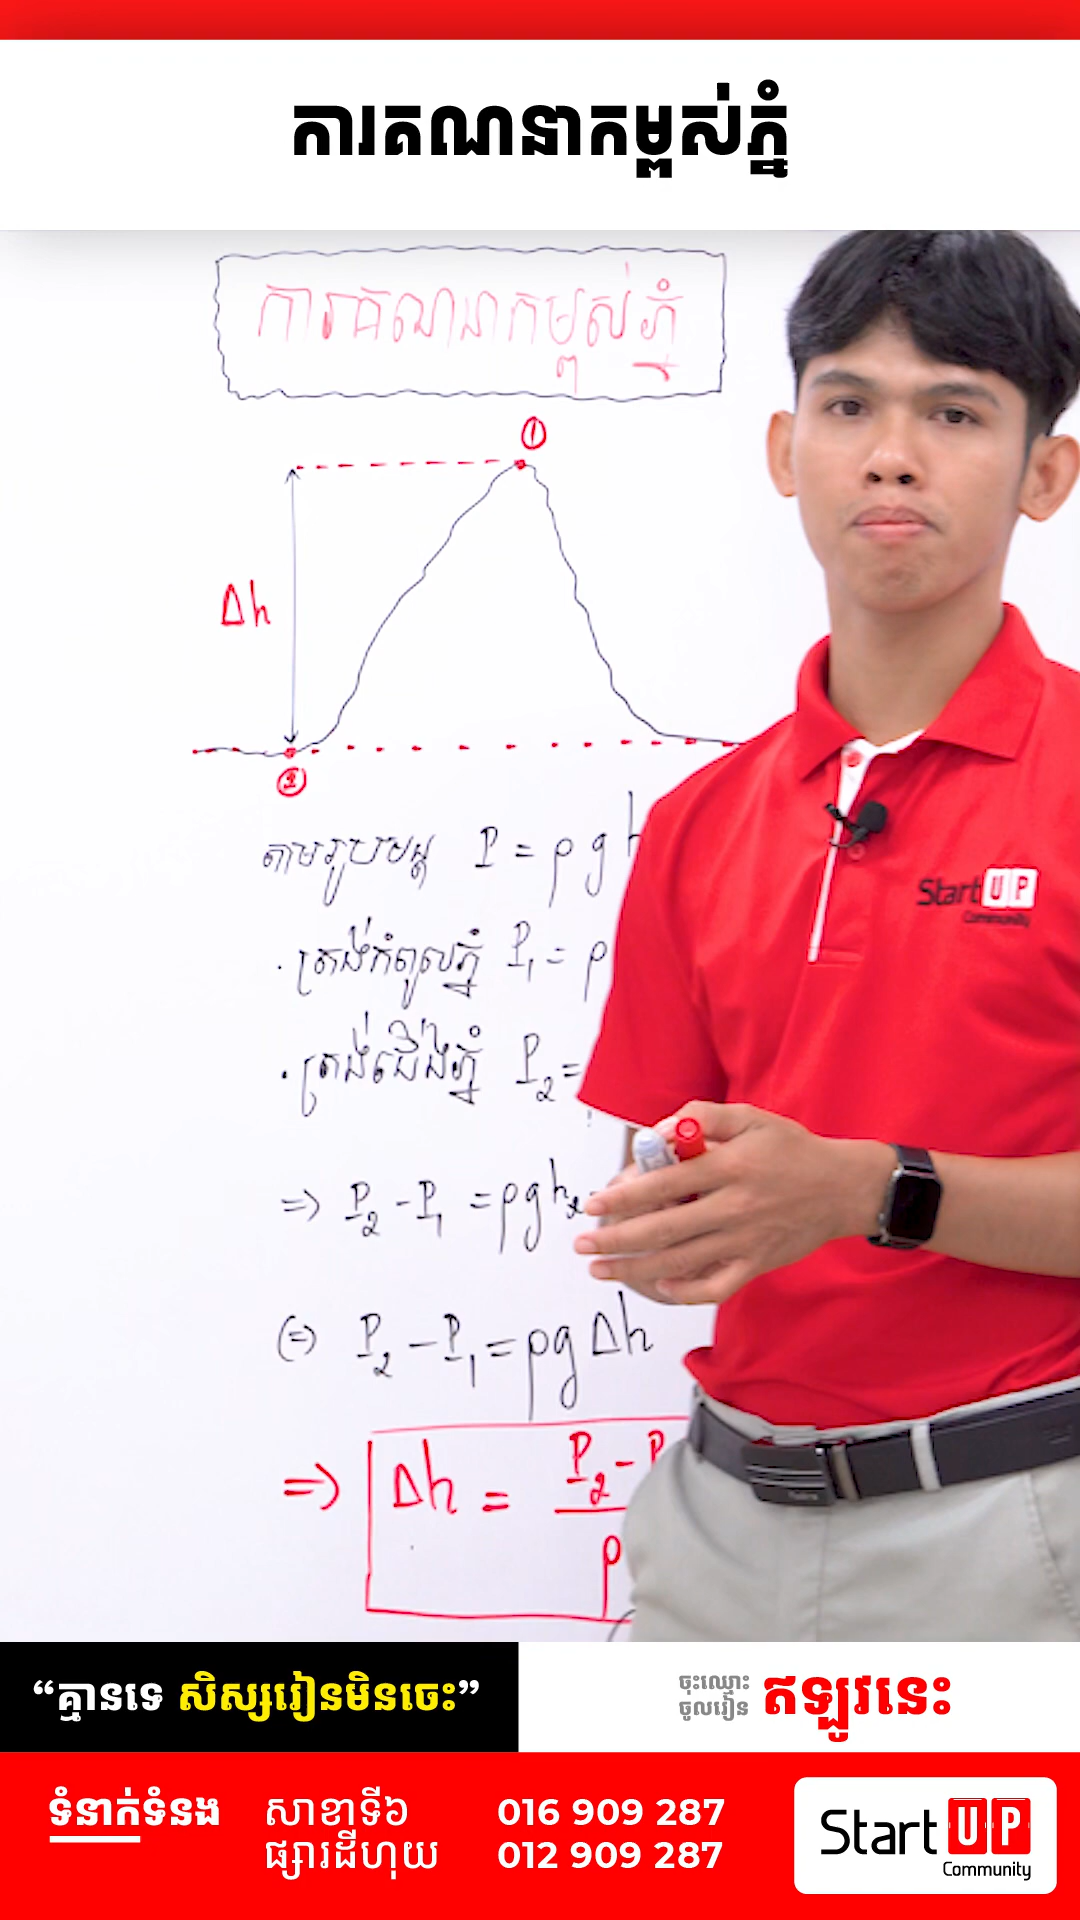 ការគណនាកម្ពស់ភ្នំ
ការគណនាកម្ពស់ភ្នំ
①
Δh
②
តាមរូបមន្ត P = ρ g h
· ត្រង់កំពូលភ្នំ P₁ = ρ
· ត្រង់ជើងភ្នំ P₂ =
=> P₂ - P₁ = ρ g h₂
(=) P₂ - P₁ = ρ g Δh
=> Δh = P₂ - P
ρ
StartUP
Community
“គ្មានទេ សិស្សរៀនមិនចេះ”
ចុះឈ្មោះ
ចូលរៀន
ឥឡូវនេះ
ទំនាក់ទំនង
សាខាទី៦ 016 909 287
ផ្សារដីហុយ 012 909 287
StartUP
Community